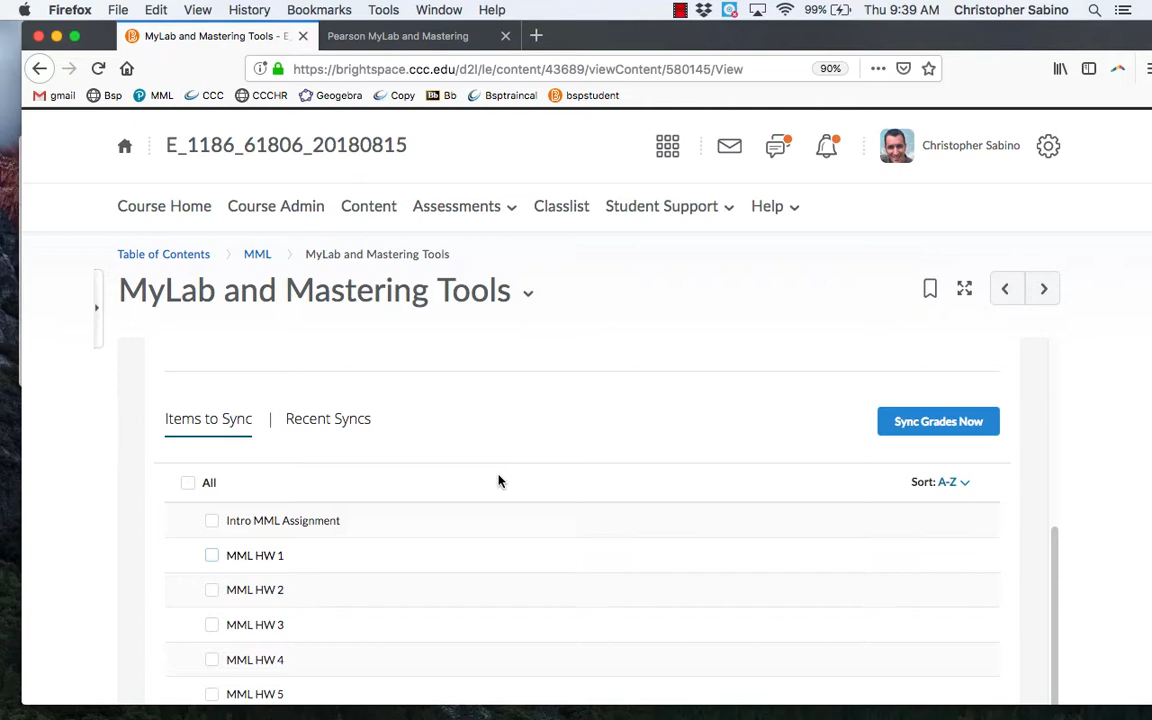 Firefox File Edit View History Bookmarks Tools Window Help 99% Thu 9:39 AM Christopher Sabino
MyLab and Mastering Tools - E_ Pearson MyLab and Mastering
https://brightspace.ccc.edu/d2l/le/content/43689/viewContent/580145/View 90%
gmail Bsp MML CCC CCCHR Geogebra Copy Bb Bb Bsptraincal bspstudent
E_1186_61806_20180815 Christopher Sabino
Course Home Course Admin Content Assessments Classlist Student Support Help
Table of Contents MML MyLab and Mastering Tools
MyLab and Mastering Tools
Items to Sync | Recent Syncs Sync Grades Now
All Sort: A-Z
Intro MML Assignment
MML HW 1
MML HW 2
MML HW 3
MML HW 4
MML HW 5